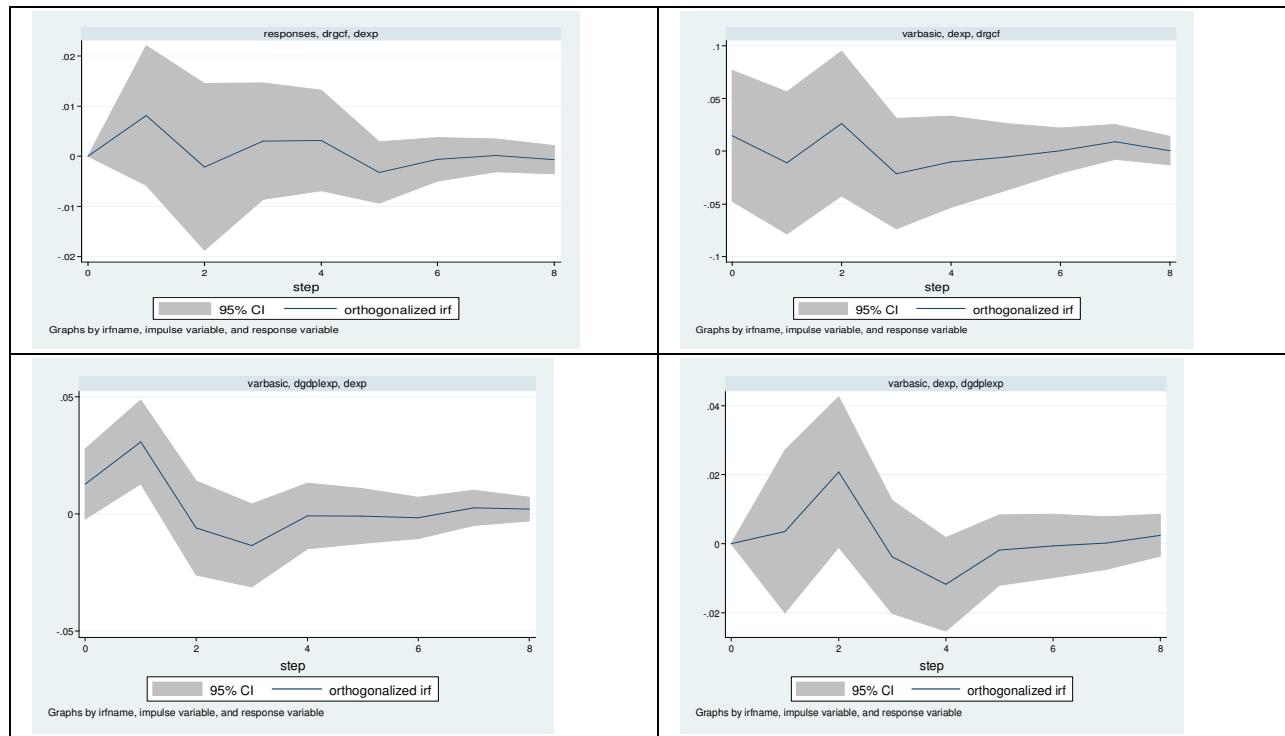 responses, drgcf, dexp
.02
.01
0
-.01
-.02
0 2 4 6 8
step
95% CI orthogonalized irf
Graphs by irfname, impulse variable, and response variable
varbasic, dexp, drgcf
.1
.05
0
-.05
-.1
0 2 4 6 8
step
95% CI orthogonalized irf
Graphs by irfname, impulse variable, and response variable
varbasic, dgdplexp, dexp
.05
0
-.05
0 2 4 6 8
step
95% CI orthogonalized irf
Graphs by irfname, impulse variable, and response variable
varbasic, dexp, dgdplexp
.04
.02
0
-.02
0 2 4 6 8
step
95% CI orthogonalized irf
Graphs by irfname, impulse variable, and response variable